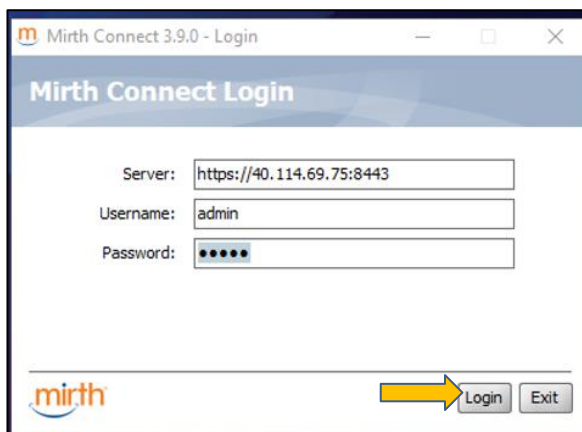 Mirth Connect 3.9.0 - Login
Mirth Connect Login
Server: https://40.114.69.75:8443
Username: admin
Password: •••••
mirth Login Exit